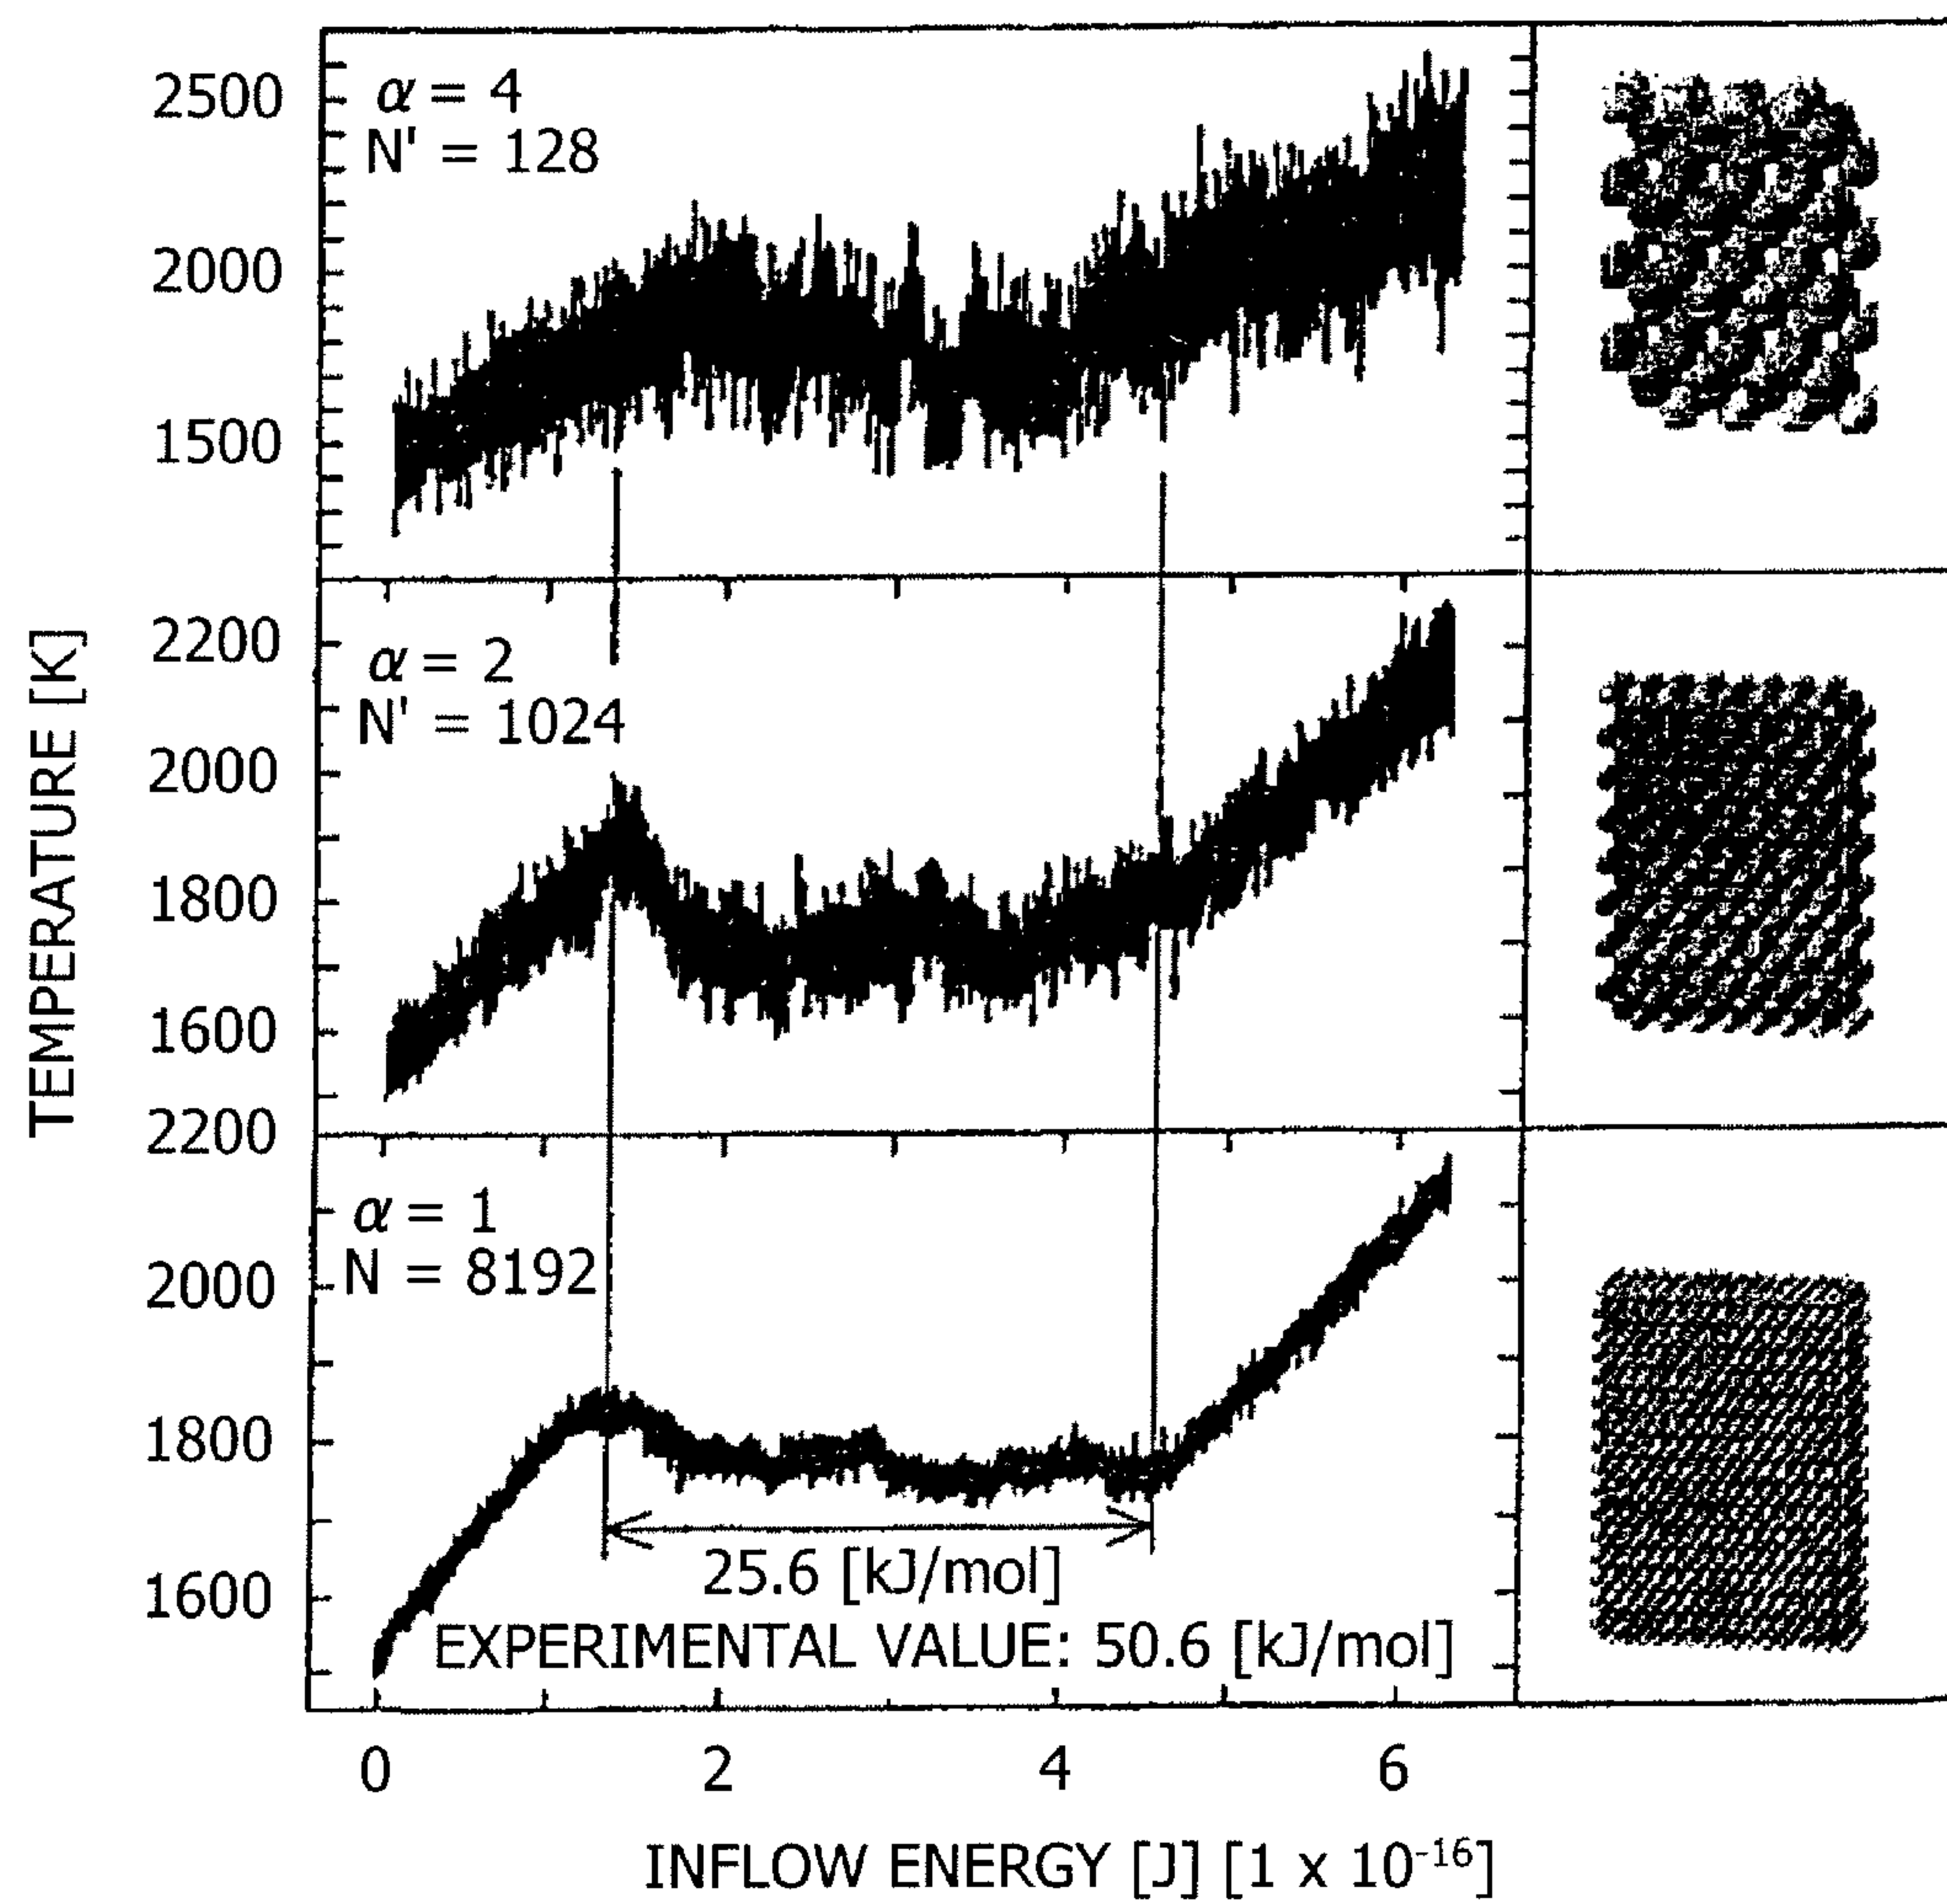 TEMPERATURE [K]
2500
2000
1500
α = 4
N' = 128
2200
2000
1800
1600
α = 2
N' = 1024
2200
2000
1800
1600
α = 1
N = 8192
25.6 [kJ/mol]
EXPERIMENTAL VALUE: 50.6 [kJ/mol]
0 2 4 6
INFLOW ENERGY [J] [1 x 10⁻¹⁶]